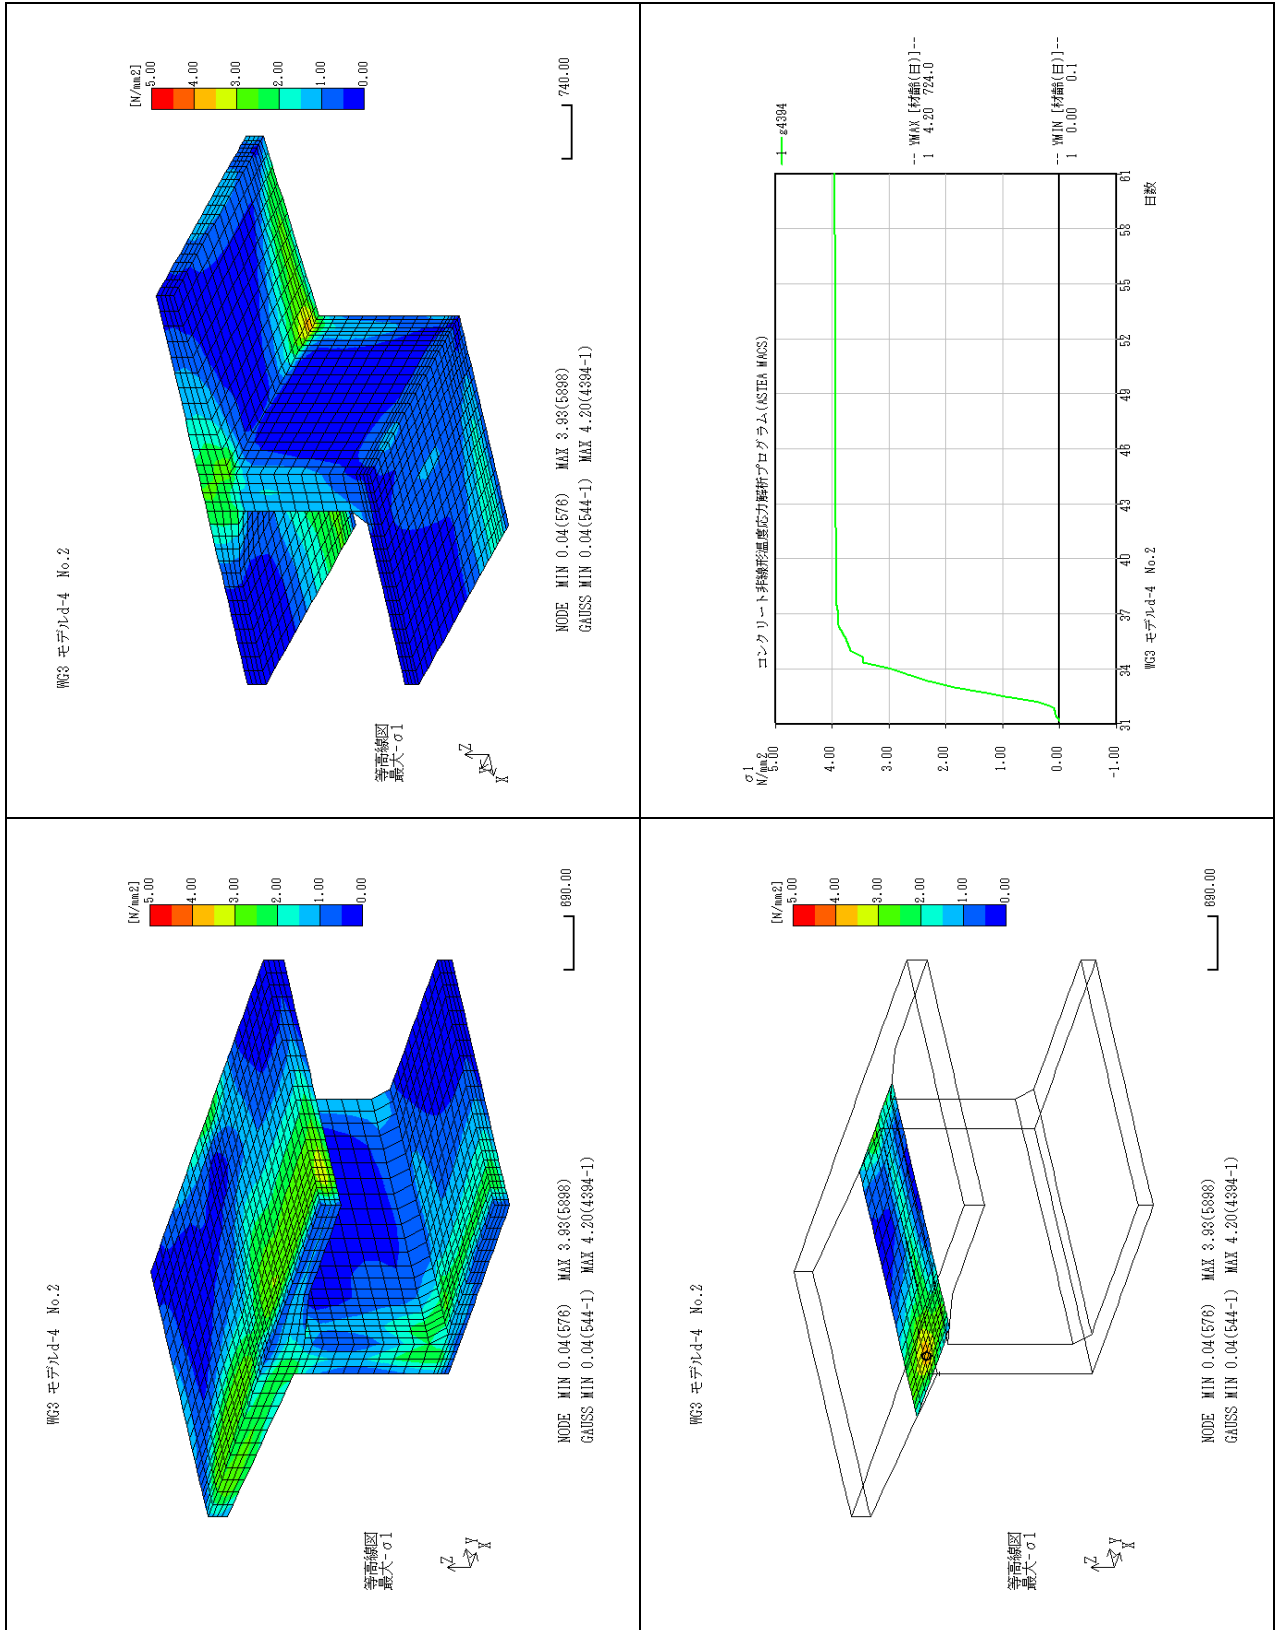 WG3 モデルd-4 No.2
[N/mm2]
5.00
4.00
3.00
2.00
1.00
0.00
690.00
等高線図
最大-σ1
Z
Y
X
NODE MIN 0.04(576) MAX 3.93(5898)
GAUSS MIN 0.04(544-1) MAX 4.20(4394-1)
WG3 モデルd-4 No.2
[N/mm2]
5.00
4.00
3.00
2.00
1.00
0.00
740.00
等高線図
最大-σ1
Z
Y
X
NODE MIN 0.04(576) MAX 3.93(5898)
GAUSS MIN 0.04(544-1) MAX 4.20(4394-1)
WG3 モデルd-4 No.2
[N/mm2]
5.00
4.00
3.00
2.00
1.00
0.00
690.00
等高線図
最大-σ1
Z
Y
X
NODE MIN 0.04(576) MAX 3.93(5898)
GAUSS MIN 0.04(544-1) MAX 4.20(4394-1)
コンクリート非線形温度応力解析プログラム(ASTEA MACS)
σ1
N/mm2
5.00
4.00
3.00
2.00
1.00
0.00
-1.00
1 g4394
-- YMAX [材齢(日)]--
1 4.20 724.0
-- YMIN [材齢(日)]--
1 0.00 0.1
31 34 37 40 43 46 49 52 55 58 61
日数
WG3 モデルd-4 No.2